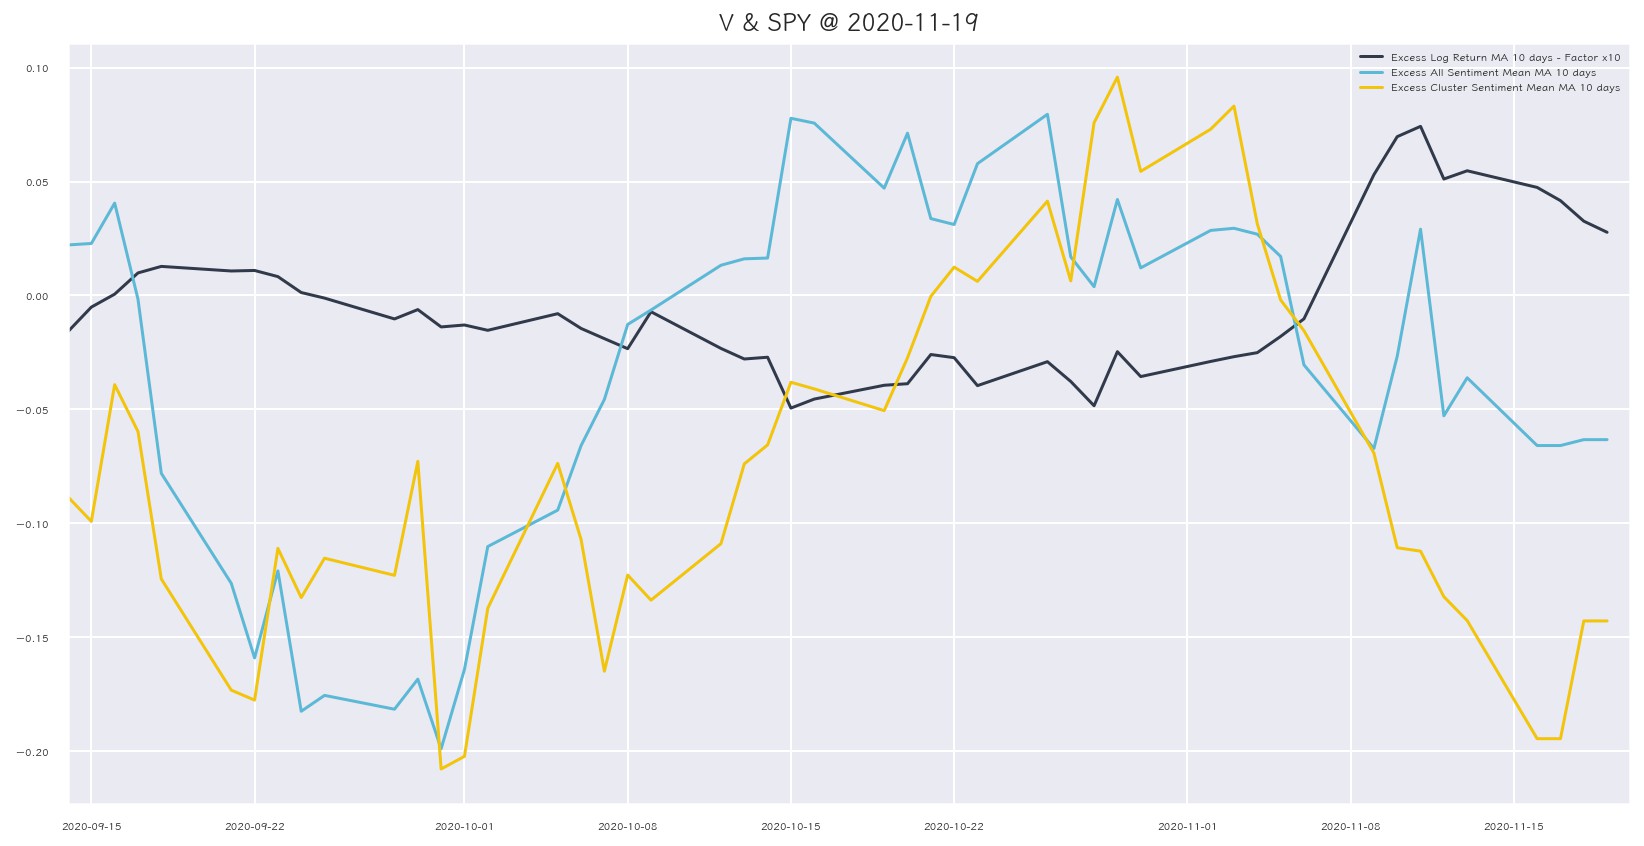 V & SPY @ 2020-11-19
Excess Log Return MA 10 days - Factor x10
Excess All Sentiment Mean MA 10 days
Excess Cluster Sentiment Mean MA 10 days
0.10
0.05
0.00
−0.05
−0.10
−0.15
−0.20
2020-09-15 2020-09-22 2020-10-01 2020-10-08 2020-10-15 2020-10-22 2020-11-01 2020-11-08 2020-11-15